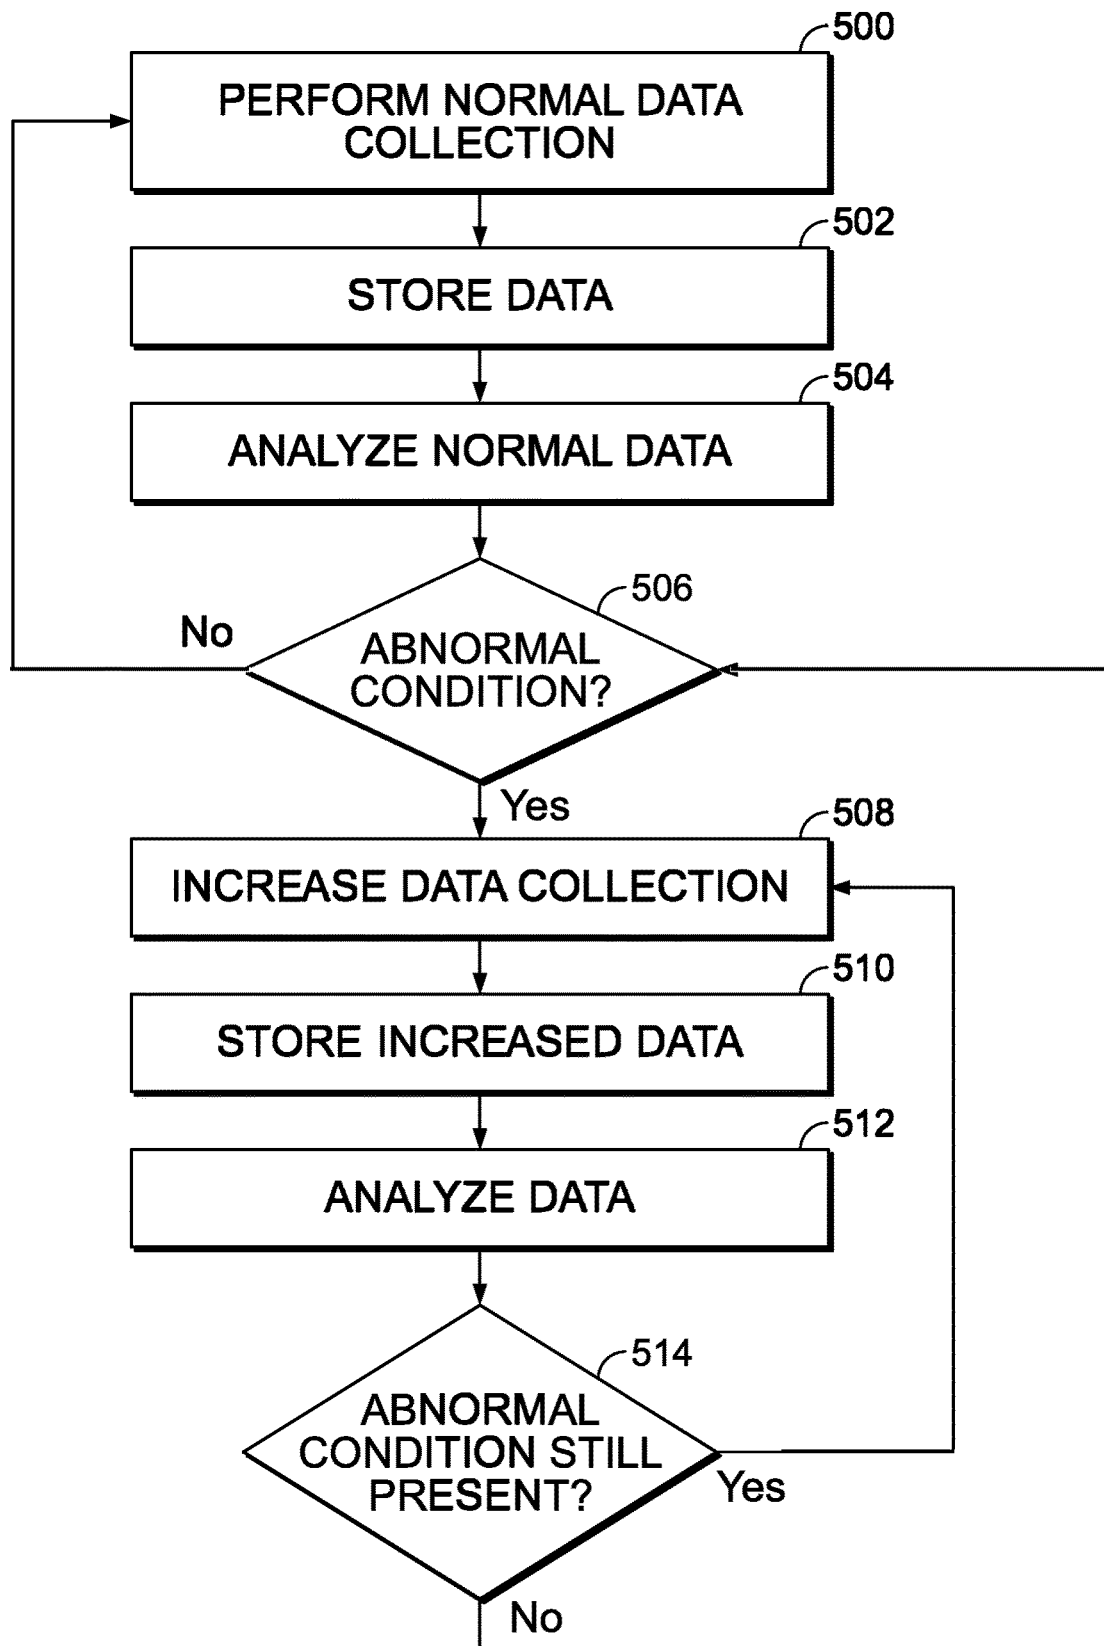 500
PERFORM NORMAL DATA
COLLECTION
502
STORE DATA
504
ANALYZE NORMAL DATA
506
No
ABNORMAL
CONDITION?
Yes
508
INCREASE DATA COLLECTION
510
STORE INCREASED DATA
512
ANALYZE DATA
514
ABNORMAL
CONDITION STILL
PRESENT?
Yes
No